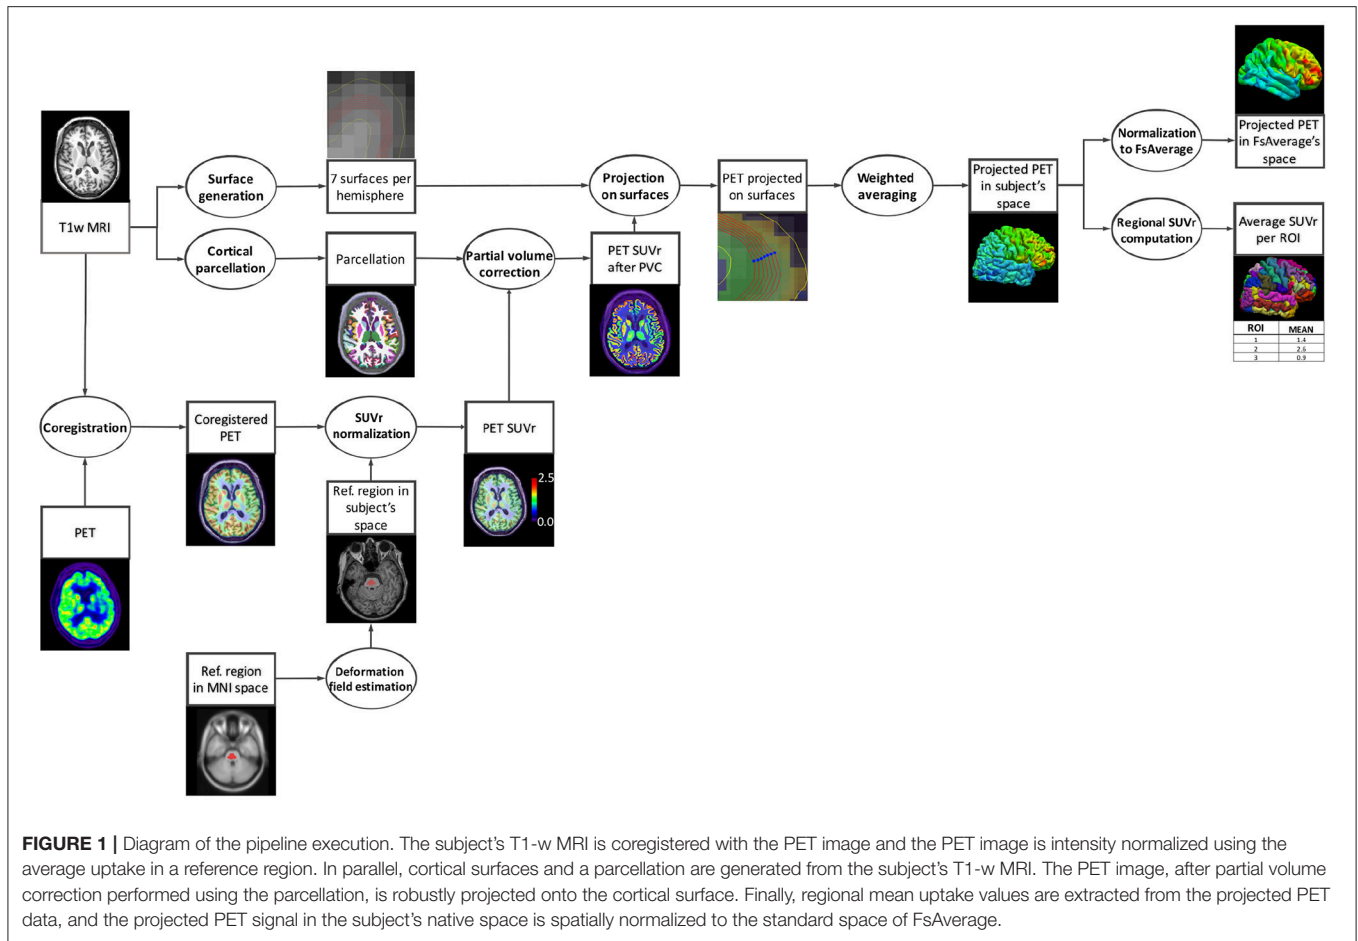 T1w MRI
Surface
generation
7 surfaces per
hemisphere
Cortical
parcellation
Parcellation
Partial volume
correction
PET SUVr
after PVC
Projection
on surfaces
PET projected
on surfaces
Weighted
averaging
Projected PET
in subject's
space
Normalization
to FsAverage
Projected PET
in FsAverage's
space
Regional SUVr
computation
Average SUVr
per ROI
ROI MEAN
1 1.4
2 2.6
3 0.9
Coregistration
Coregistered
PET
SUVr
normalization
PET SUVr
2.5
0.0
PET
Ref. region in
subject's
space
Ref. region
in MNI space
Deformation
field estimation
FIGURE 1 | Diagram of the pipeline execution. The subject's T1-w MRI is coregistered with the PET image and the PET image is intensity normalized using the
average uptake in a reference region. In parallel, cortical surfaces and a parcellation are generated from the subject's T1-w MRI. The PET image, after partial volume
correction performed using the parcellation, is robustly projected onto the cortical surface. Finally, regional mean uptake values are extracted from the projected PET
data, and the projected PET signal in the subject's native space is spatially normalized to the standard space of FsAverage.